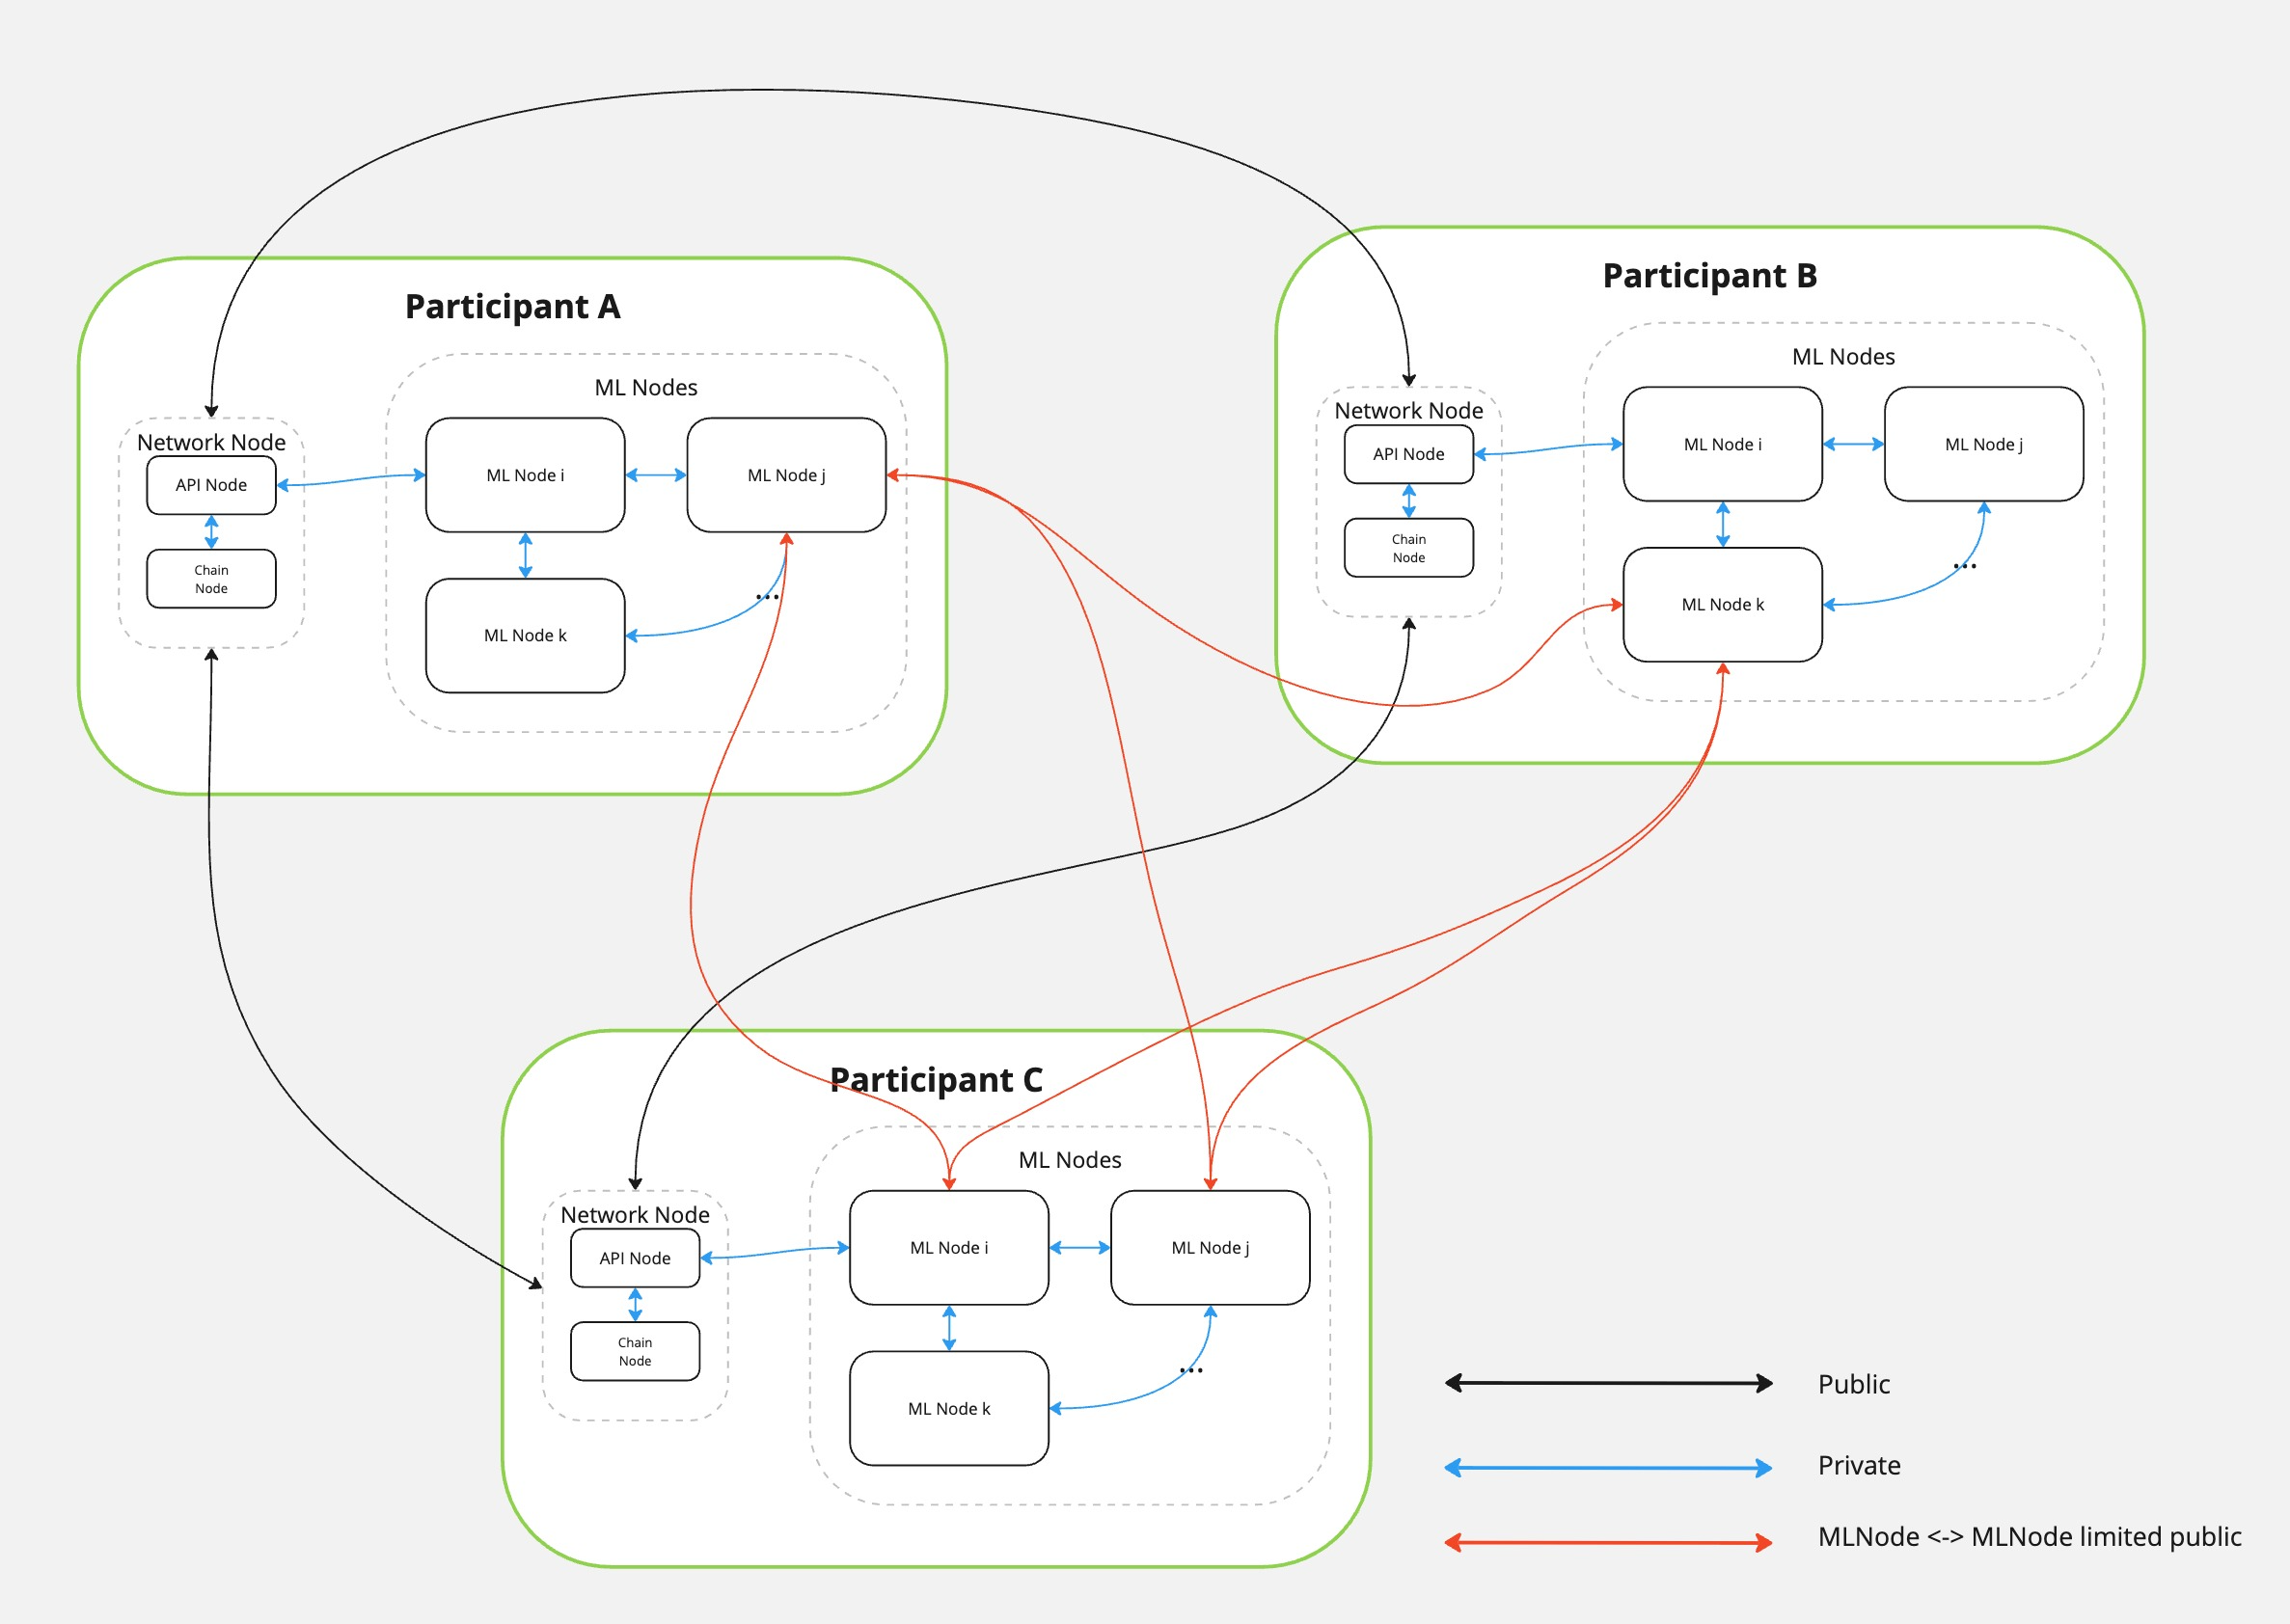 Participant A
ML Nodes
Network Node
API Node
Chain
Node
ML Node i
ML Node j
ML Node k
...
Participant B
ML Nodes
Network Node
API Node
Chain
Node
ML Node i
ML Node j
ML Node k
...
Participant C
ML Nodes
Network Node
API Node
Chain
Node
ML Node i
ML Node j
ML Node k
...
Public
Private
MLNode <-> MLNode limited public